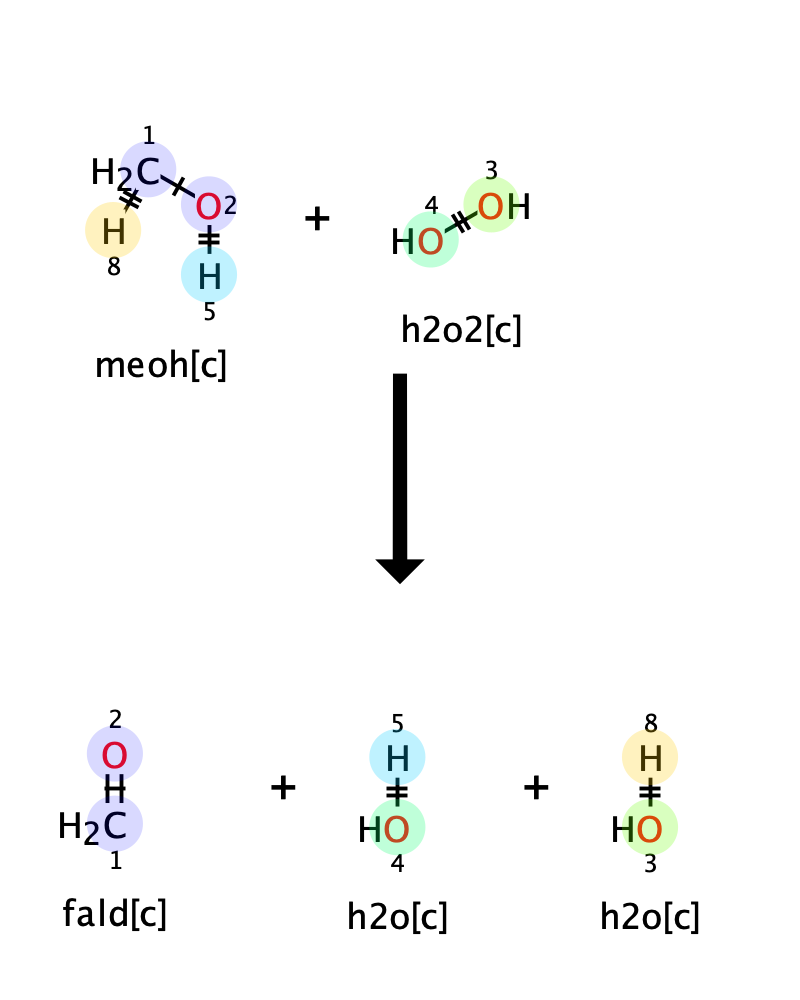 1
H2C
O2
H
8
H
5
meoh[c]
+
3
4
OH
HO
h2o2[c]
2
O
H2C
1
fald[c]
+
5
H
HO
4
h2o[c]
+
8
H
HO
3
h2o[c]